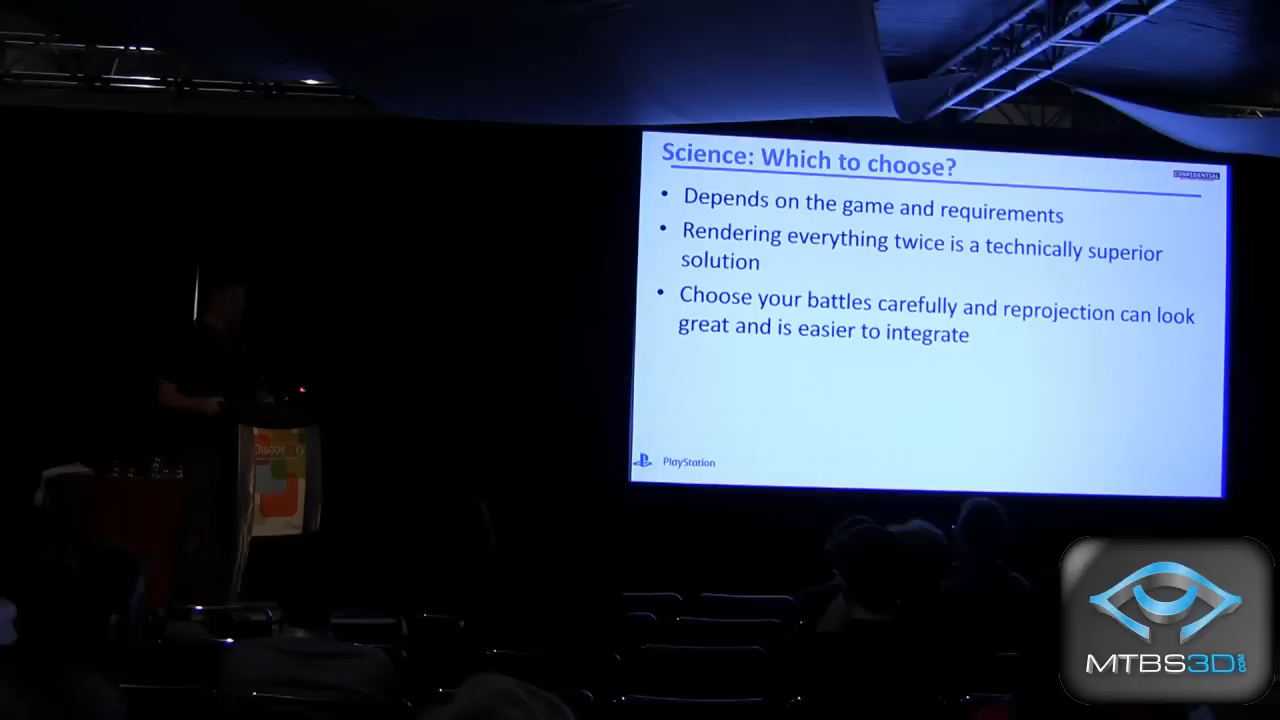 Science: Which to choose?
CONFIDENTIAL
• Depends on the game and requirements
• Rendering everything twice is a technically superior
solution
• Choose your battles carefully and reprojection can look
great and is easier to integrate
PlayStation
MTBS3D.COM